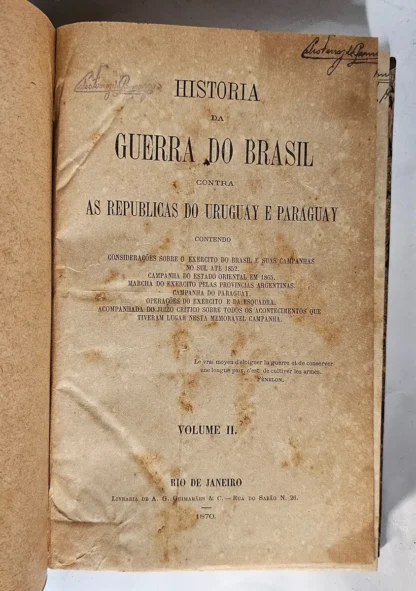 HISTORIA
DA
GUERRA DO BRASIL
CONTRA
AS REPUBLICAS DO URUGUAY E PARAGUAY
CONTENDO
CONSIDERAÇÕES SOBRE O EXERCITO DO BRASIL E SUAS CAMPANHAS
NO SUL ATÉ 1852.
CAMPANHA DO ESTADO ORIENTAL EM 1865.
MARCHA DO EXERCITO PELAS PROVINCIAS ARGENTINAS.
CAMPANHA DO PARAGUAY.
OPERAÇÕES DO EXERCITO E DA ESQUADRA.
ACOMPANHADA DO JUIZO CRITICO SOBRE TODOS OS ACONTECIMENTOS QUE
TIVERAM LUGAR NESTA MEMORAVEL CAMPANHA.
Le vrai moyen d'eloigner la guerre et de conserver
une longue paix, c'est de cultiver les armes.
FÉNELON.
VOLUME II.
RIO DE JANEIRO
LIVRARIA DE A. G. GUIMARÃES & C. — RUA DO SABÃO N. 26.
1870.